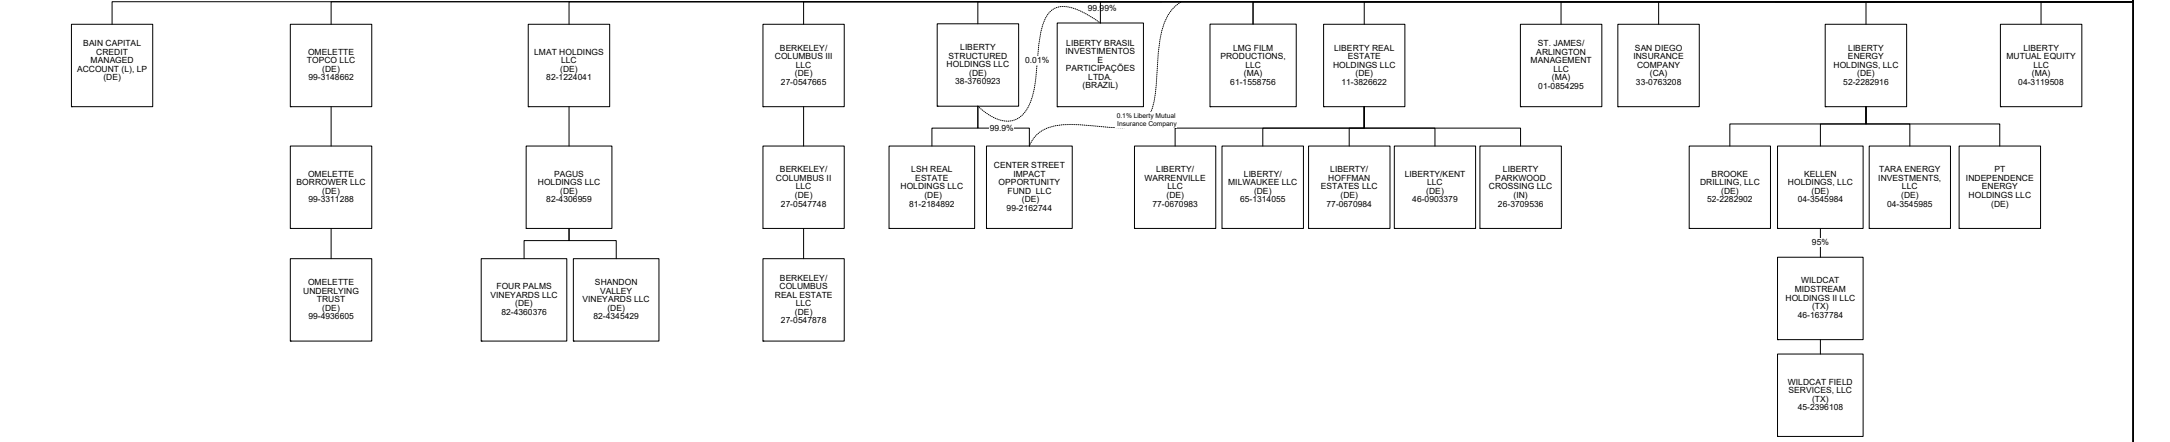 99.99%
BAIN CAPITAL
CREDIT
MANAGED
ACCOUNT (L), LP
(DE)
OMELETTE
TOPCO LLC
(DE)
99-3148662
LMAT HOLDINGS
LLC
(DE)
82-1224041
BERKELEY/
COLUMBUS III
LLC
(DE)
27-0547665
LIBERTY
STRUCTURED
HOLDINGS LLC
(DE)
38-3760923
0.01%
LIBERTY BRASIL
INVESTIMENTOS
E
PARTICIPAÇÕES
LTDA.
(BRAZIL)
LMG FILM
PRODUCTIONS,
LLC
(MA)
61-1558756
LIBERTY REAL
ESTATE
HOLDINGS LLC
(DE)
11-3826622
ST. JAMES/
ARLINGTON
MANAGEMENT
LLC
(MA)
01-0854295
SAN DIEGO
INSURANCE
COMPANY
(CA)
33-0763208
LIBERTY
ENERGY
HOLDINGS, LLC
(DE)
52-2282916
LIBERTY
MUTUAL EQUITY
LLC
(MA)
04-3119508
0.1% Liberty Mutual
Insurance Company
99.9%
OMELETTE
BORROWER LLC
(DE)
99-3311288
PAGUS
HOLDINGS LLC
(DE)
82-4306959
BERKELEY/
COLUMBUS II
LLC
(DE)
27-0547748
LSH REAL
ESTATE
HOLDINGS LLC
(DE)
81-2184892
CENTER STREET
IMPACT
OPPORTUNITY
FUND  LLC
(DE)
99-2162744
LIBERTY/
WARRENVILLE
LLC
(DE)
77-0670983
LIBERTY/
MILWAUKEE LLC
(DE)
65-1314055
LIBERTY/
HOFFMAN
ESTATES LLC
(DE)
77-0670984
LIBERTY/KENT
LLC
(DE)
46-0903379
LIBERTY
PARKWOOD
CROSSING LLC
(IN)
26-3709536
BROOKE
DRILLING, LLC
(DE)
52-2282902
KELLEN
HOLDINGS, LLC
(DE)
04-3545984
TARA ENERGY
INVESTMENTS,
LLC
(DE)
04-3545985
PT
INDEPENDENCE
ENERGY
HOLDINGS LLC
(DE)
95%
OMELETTE
UNDERLYING
TRUST
(DE)
99-4936605
FOUR PALMS
VINEYARDS LLC
(DE)
82-4360376
SHANDON
VALLEY
VINEYARDS LLC
(DE)
82-4345429
BERKELEY/
COLUMBUS
REAL ESTATE
LLC
(DE)
27-0547878
WILDCAT
MIDSTREAM
HOLDINGS II LLC
(TX)
46-1637784
WILDCAT FIELD
SERVICES, LLC
(TX)
45-2396108